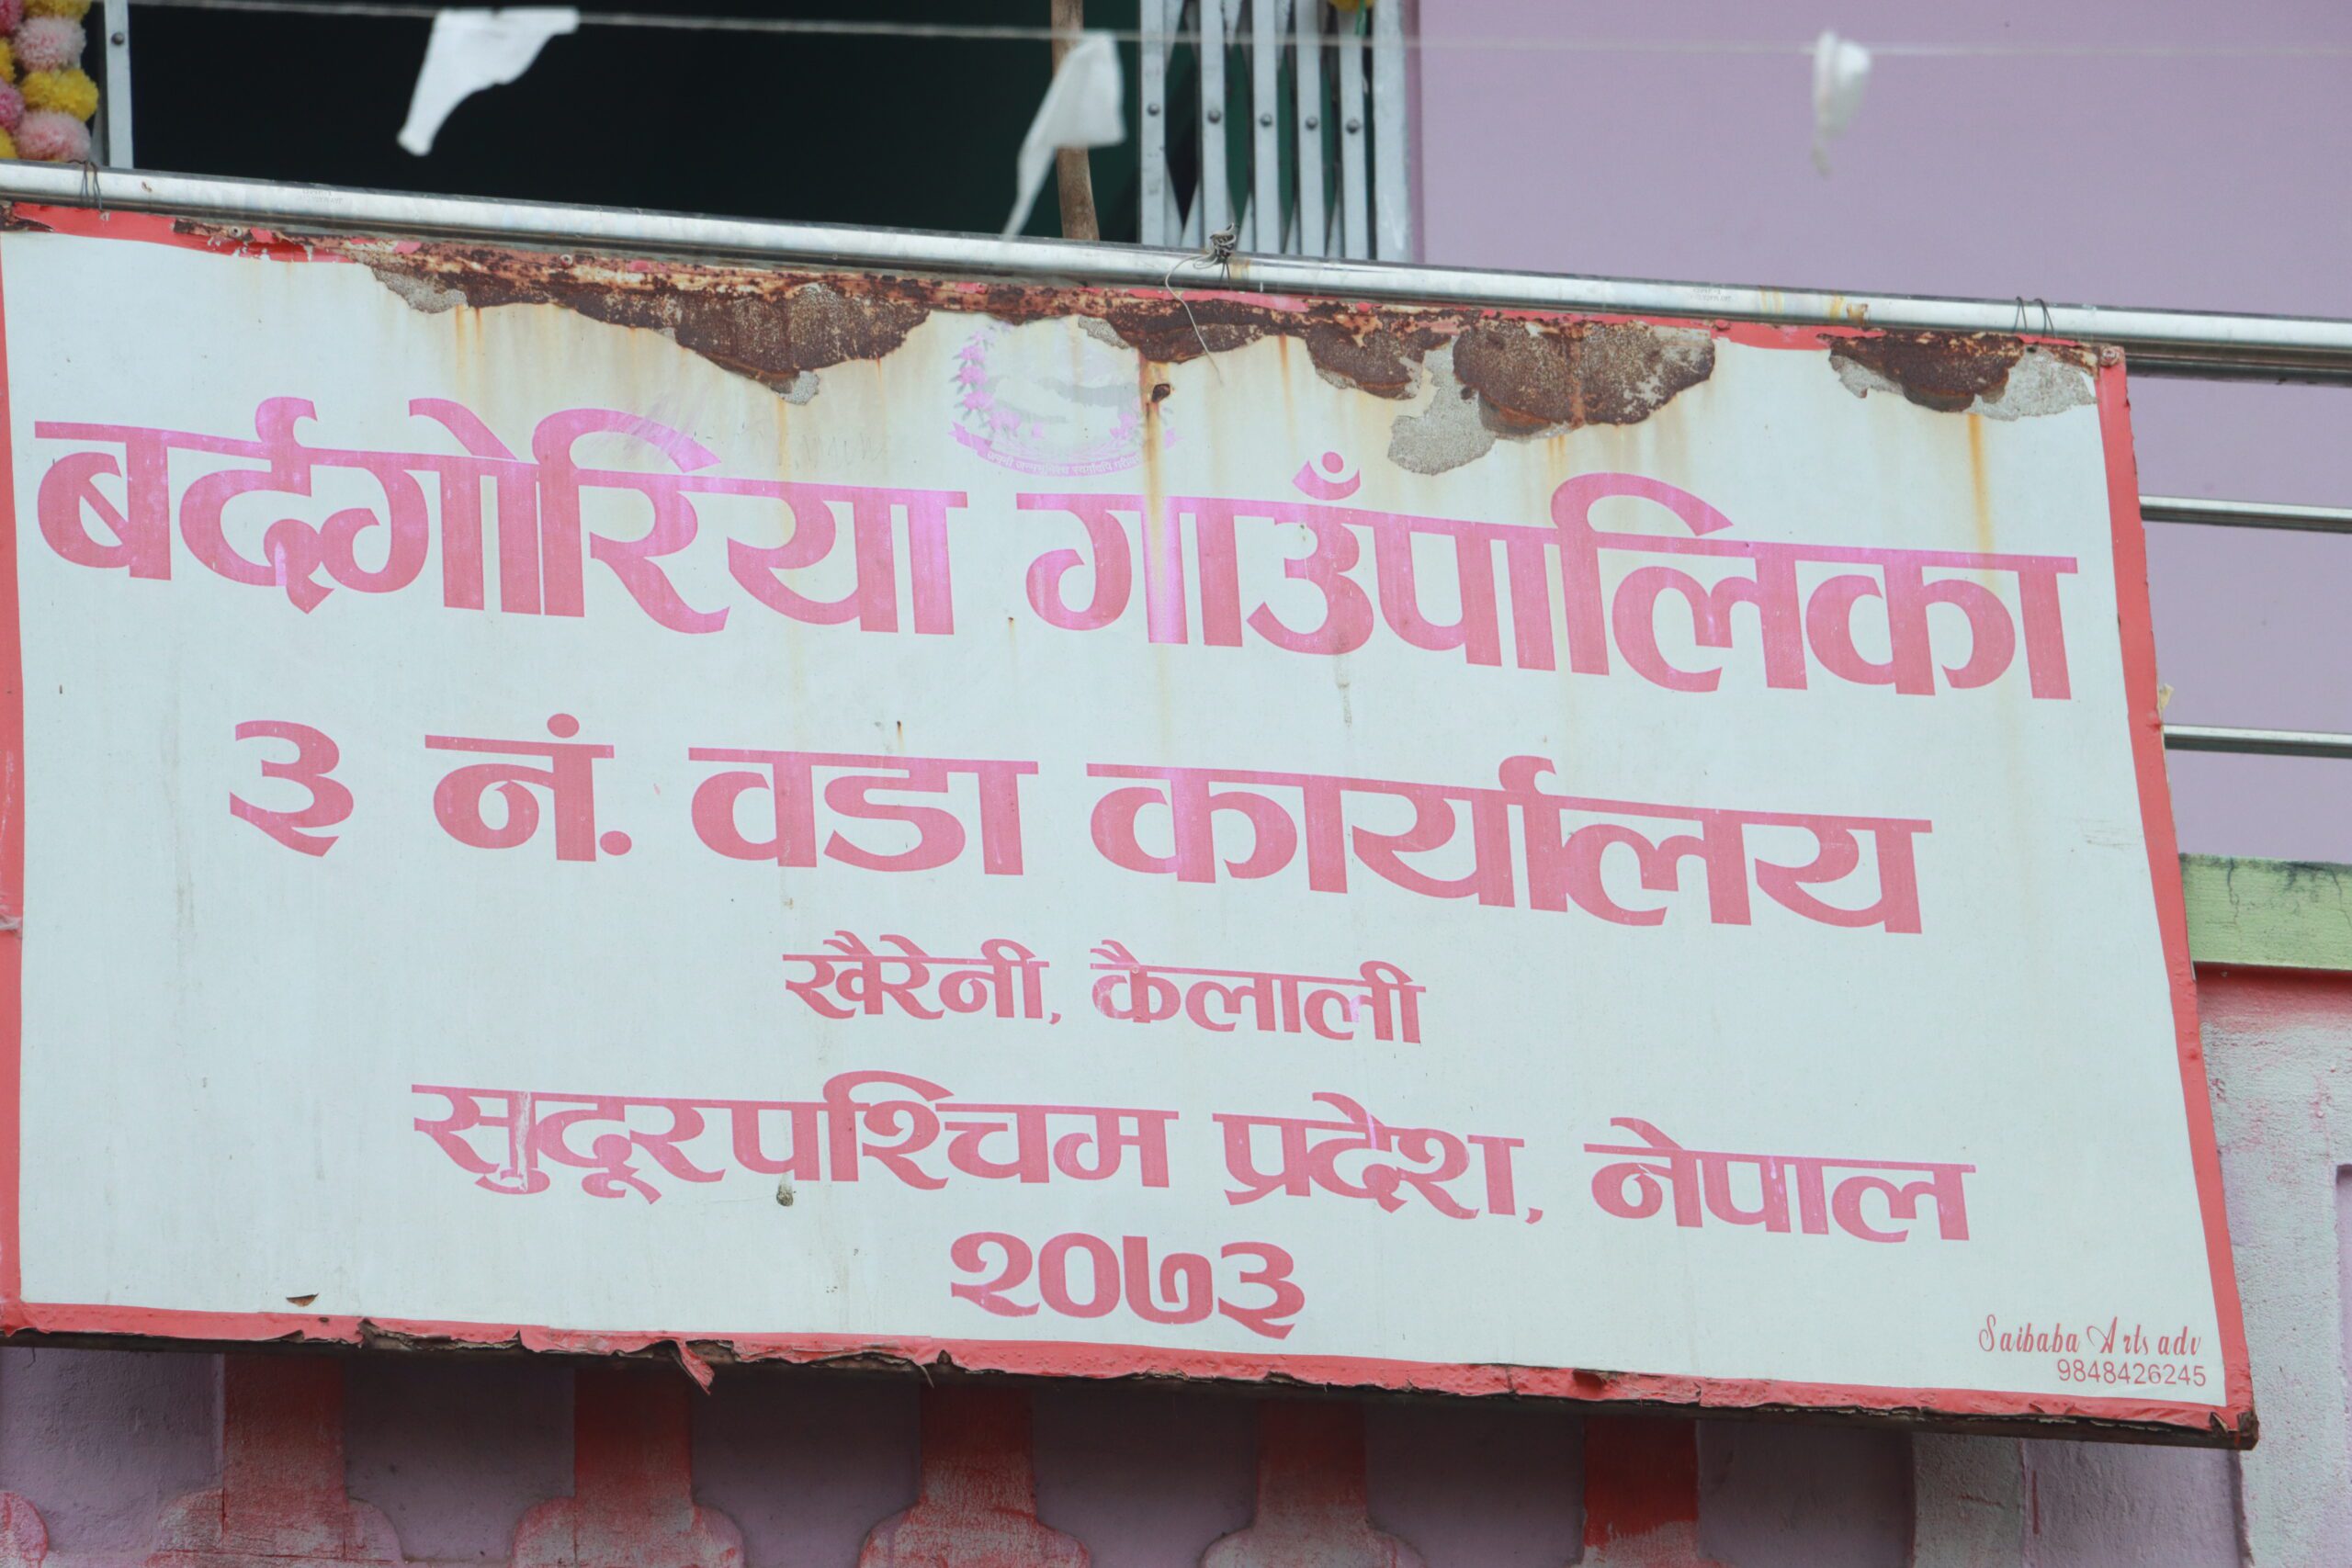 बर्दगोरिया गाउँपालिका
३ नं. वडा कार्यालय
खैरेनी, कैलाली
सुदूरपश्चिम प्रदेश, नेपाल
२०७३
Saibaba Arts adv
9848426245